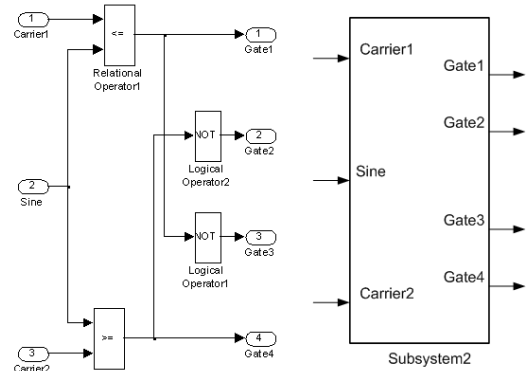 1
Carrier1
<=
Relational
Operator1
1
Gate1
NOT
Logical
Operator2
2
Gate2
2
Sine
NOT
Logical
Operator1
3
Gate3
3
Carrier2
>=
4
Gate4
Carrier1
Sine
Carrier2
Gate1
Gate2
Gate3
Gate4
Subsystem2